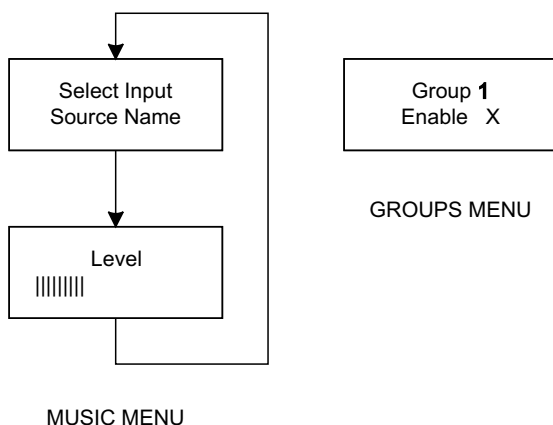 Select Input
Source Name
Level
|||||||||
MUSIC MENU
Group 1
Enable X
GROUPS MENU